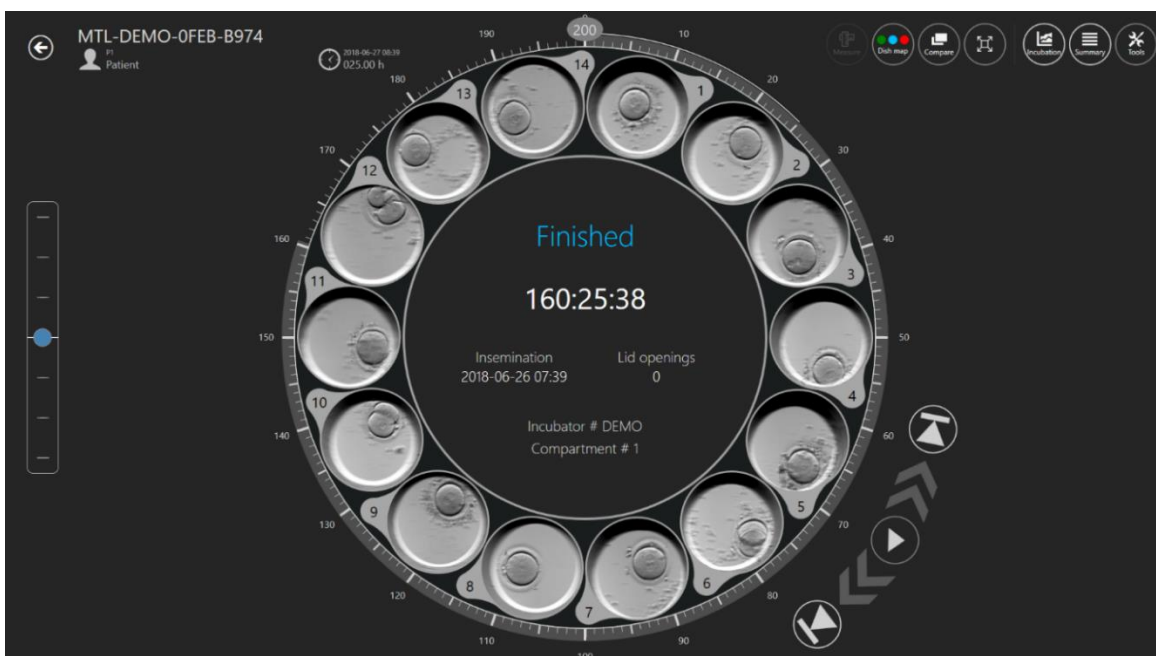 MTL-DEMO-0FEB-B974
P1
Patient
2018-06-27 08:39
025.00 h
Measure
Dish map
Compare
Incubation
Summary
Tools
200
10
20
30
40
50
60
70
80
90
100
110
120
130
140
150
160
170
180
190
1
2
3
4
5
6
7
8
9
10
11
12
13
14
Finished
160:25:38
Insemination
2018-06-26 07:39
Lid openings
0
Incubator # DEMO
Compartment # 1